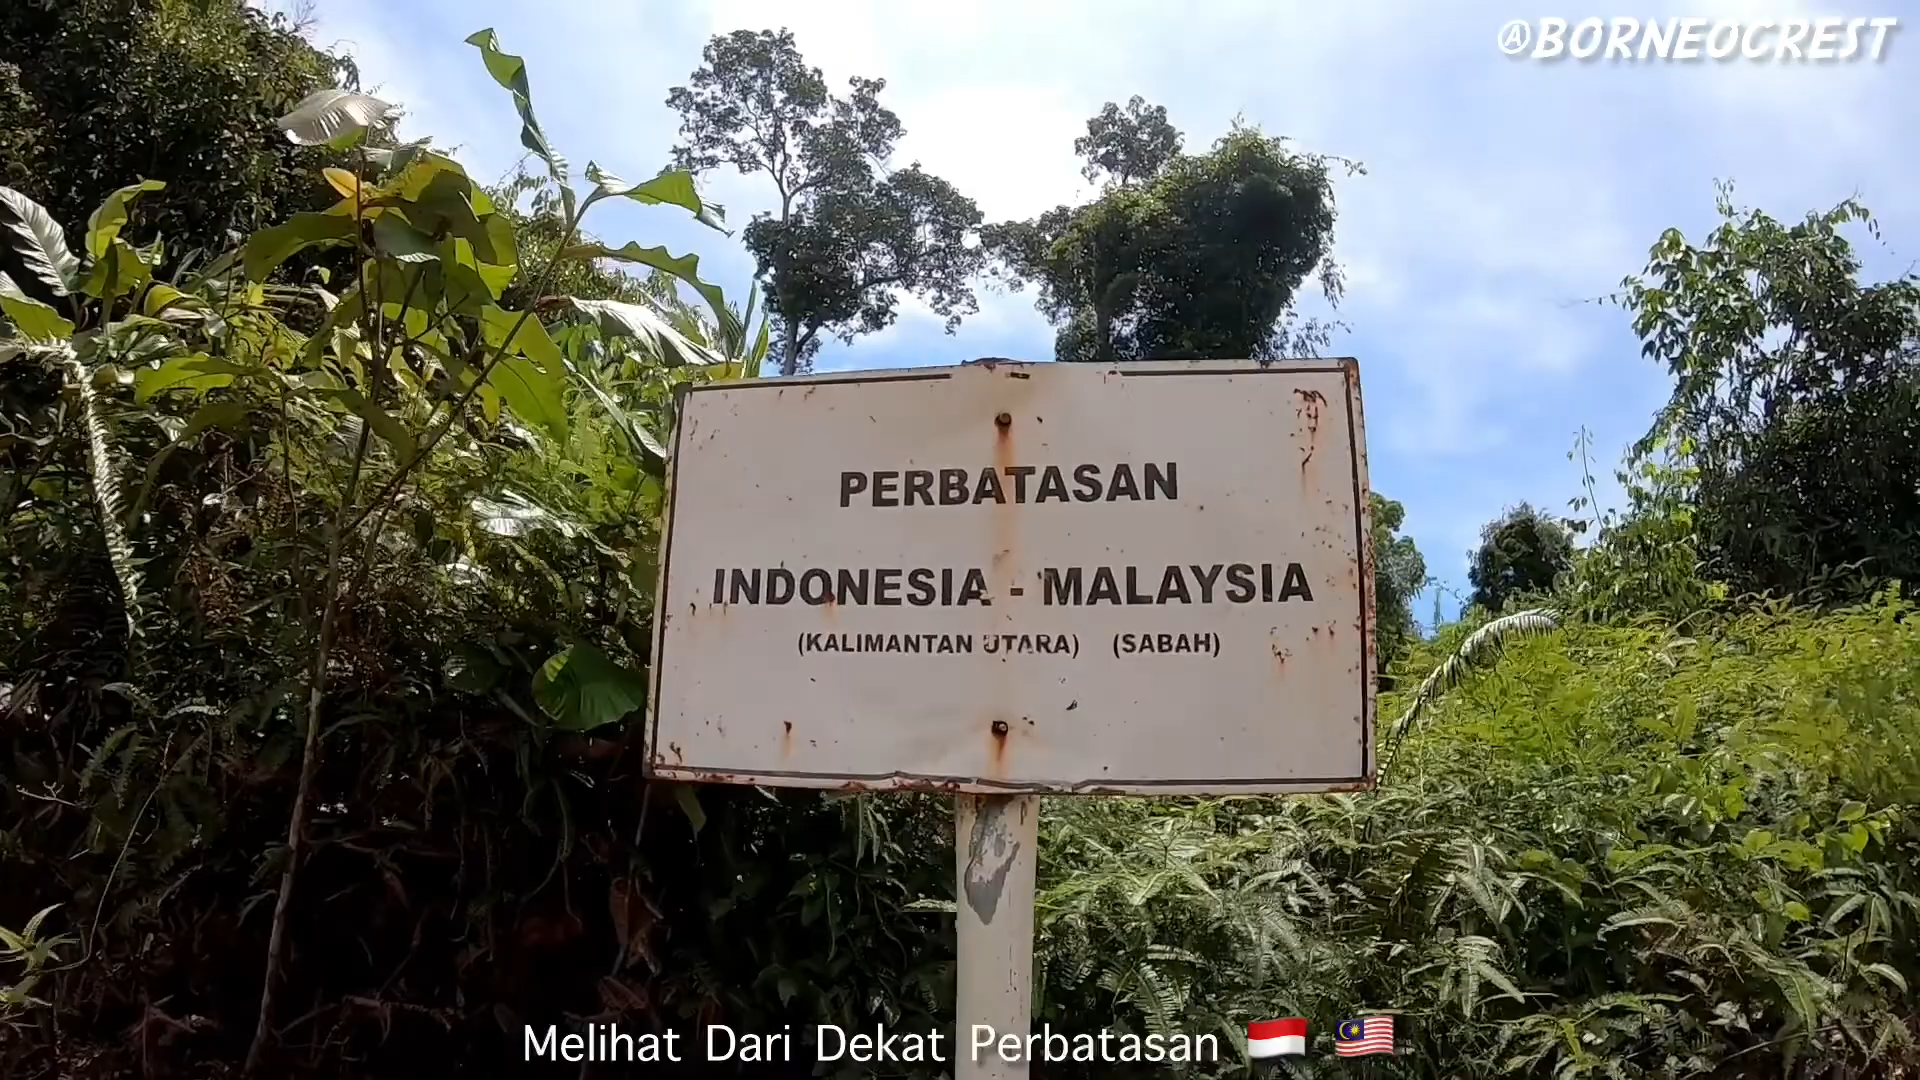 @BORNEOCREST
PERBATASAN
INDONESIA - MALAYSIA
(KALIMANTAN UTARA) (SABAH)
Melihat Dari Dekat Perbatasan 🇮🇩 🇲🇾